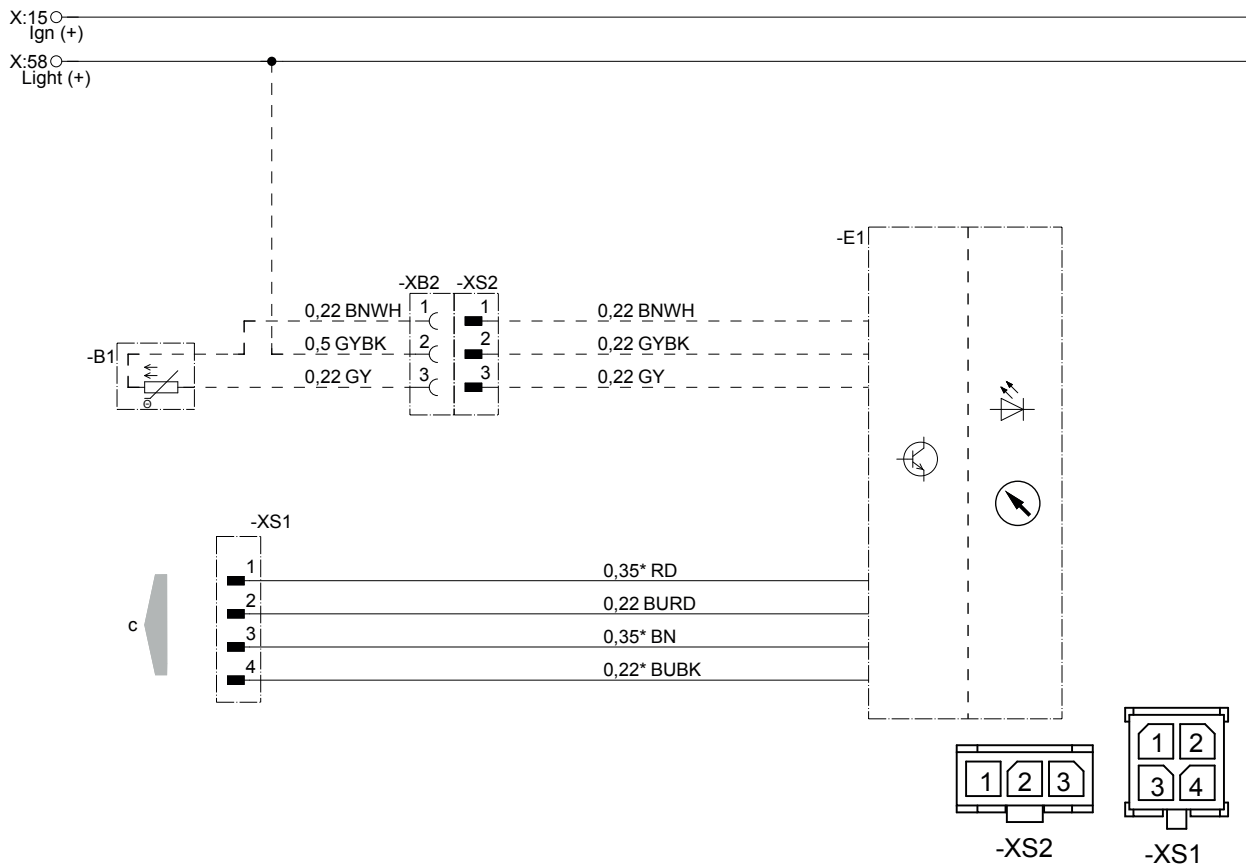 X:15
Ign (+)
X:58
Light (+)
-E1
-XB2 -XS2
0,22 BNWH 1 1 0,22 BNWH
-B1 0,5 GYBK 2 2 0,22 GYBK
0,22 GY 3 3 0,22 GY
Θ
-XS1
1 0,35* RD
2 0,22 BURD
c 3 0,35* BN
4 0,22* BUBK
1 2
1 2 3
3 4
-XS2 -XS1